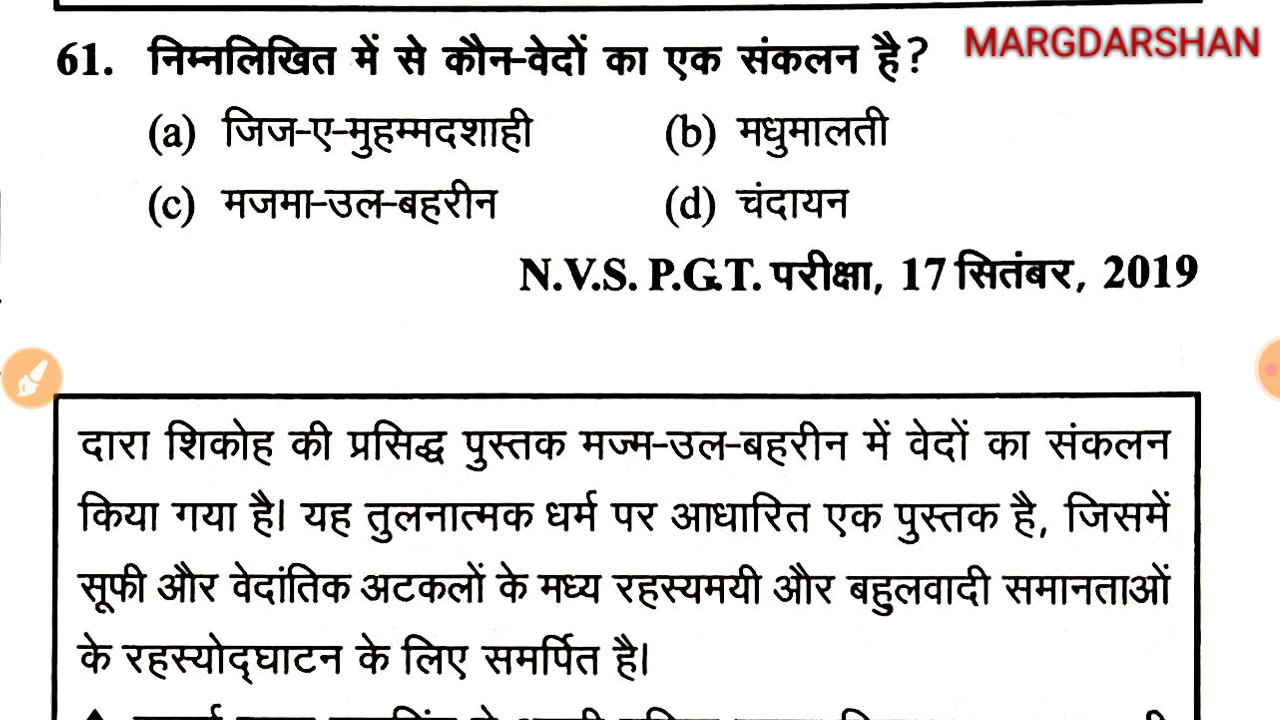 61. निम्नलिखित में से कौन-वेदों का एक संकलन है? MARGDARSHAN
(a) जिज-ए-मुहम्मदशाही (b) मधुमालती
(c) मजमा-उल-बहरीन (d) चंदायन
N.V.S. P.G.T. परीक्षा, 17 सितंबर, 2019
दारा शिकोह की प्रसिद्ध पुस्तक मज्म-उल-बहरीन में वेदों का संकलन
किया गया है। यह तुलनात्मक धर्म पर आधारित एक पुस्तक है, जिसमें
सूफी और वेदांतिक अटकलों के मध्य रहस्यमयी और बहुलवादी समानताओं
के रहस्योद्घाटन के लिए समर्पित है।